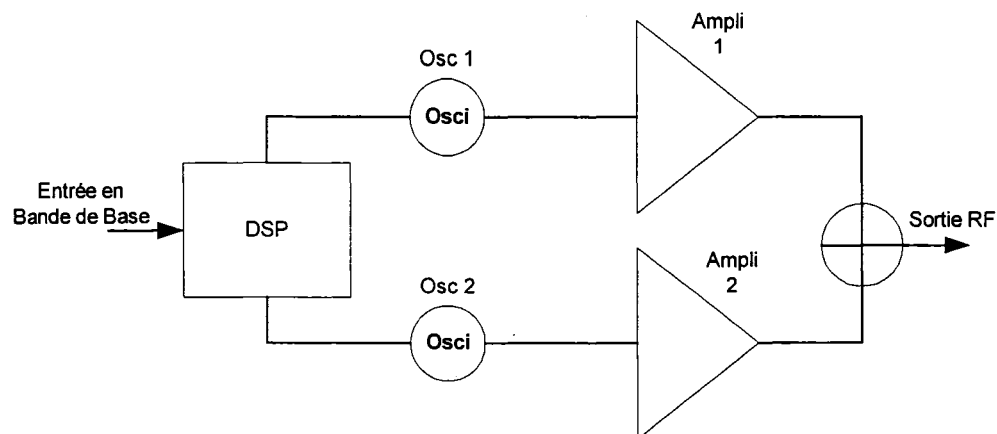 Ampli
1
Osc 1
Osci
Entrée en
Bande de Base
DSP
Sortie RF
Ampli
2
Osc 2
Osci